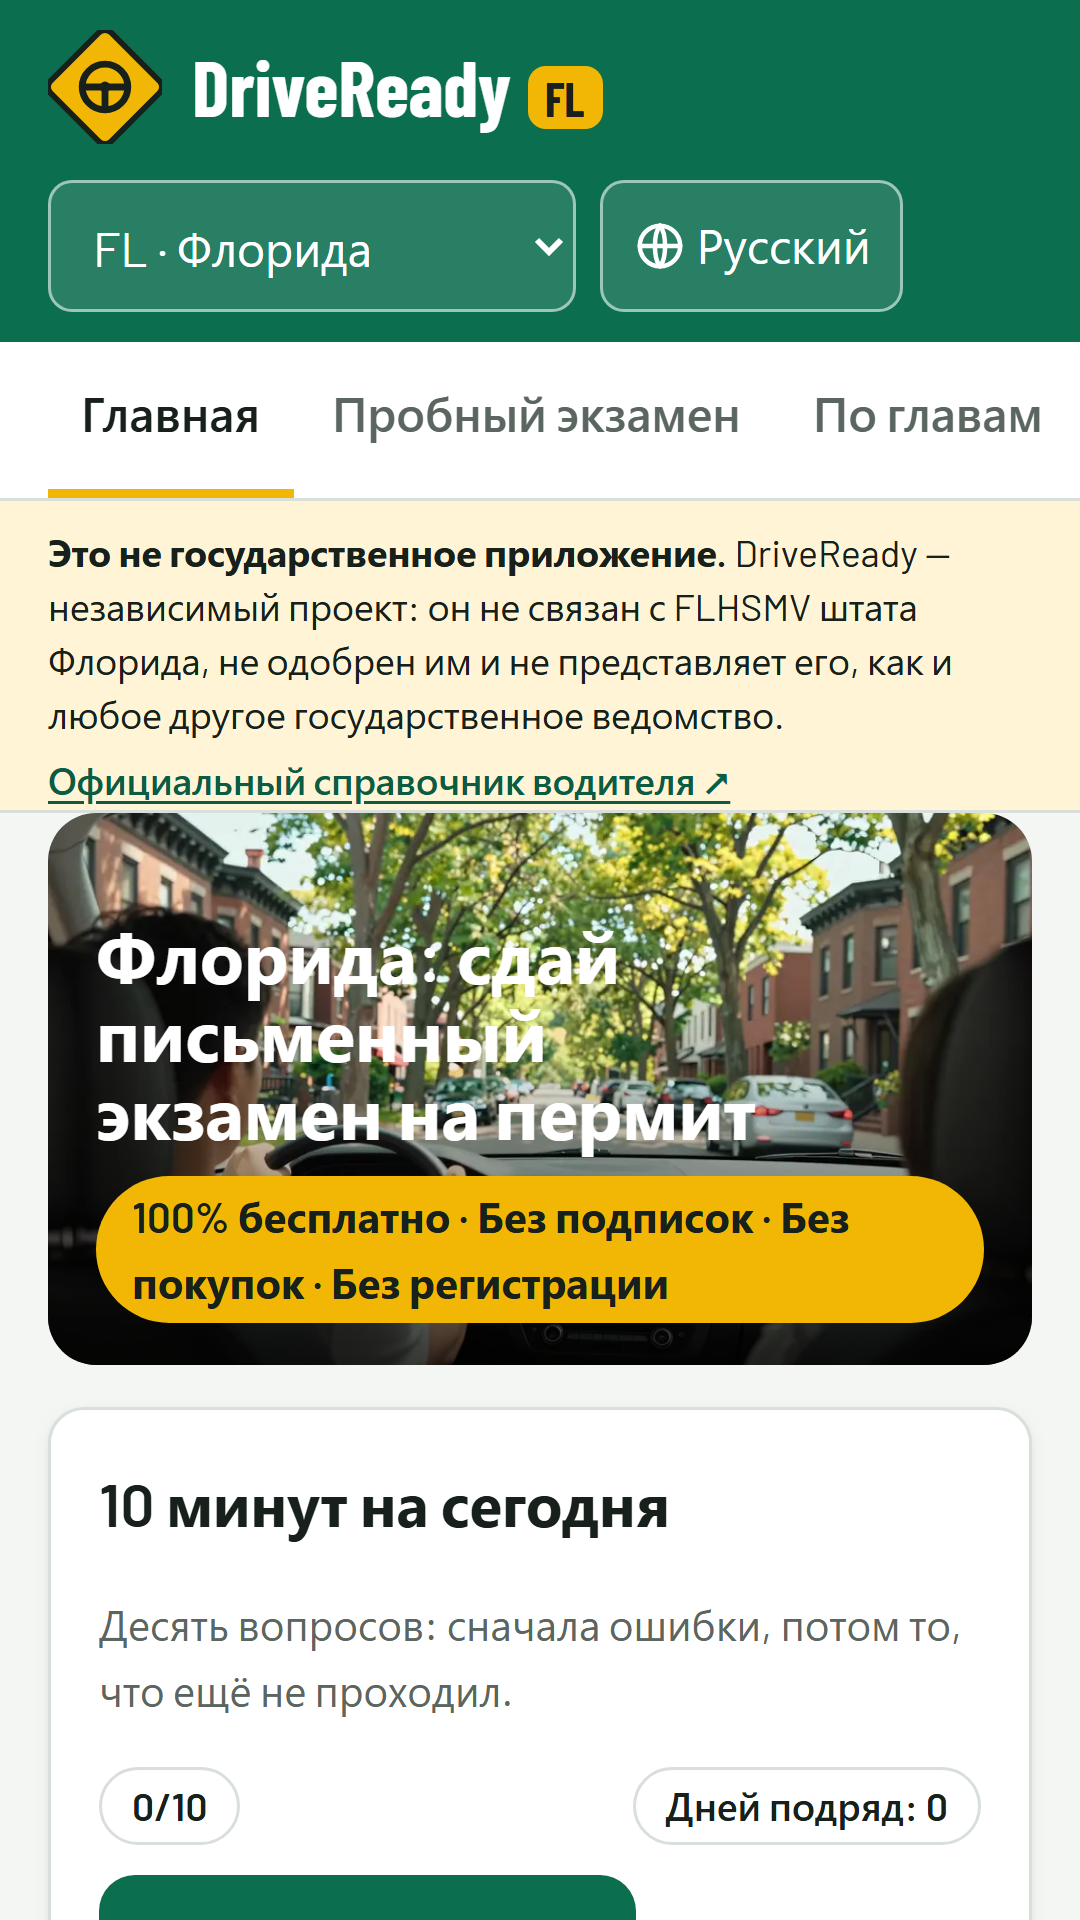 DriveReady FL
FL · Флорида
Русский
Главная
Пробный экзамен
По главам
Это не государственное приложение. DriveReady —
независимый проект: он не связан с FLHSMV штата
Флорида, не одобрен им и не представляет его, как и
любое другое государственное ведомство.
Официальный справочник водителя ↗
Флорида: сдай
письменный
экзамен на пермит
100% бесплатно · Без подписок · Без
покупок · Без регистрации
10 минут на сегодня
Десять вопросов: сначала ошибки, потом то,
что ещё не проходил.
0/10
Дней подряд: 0